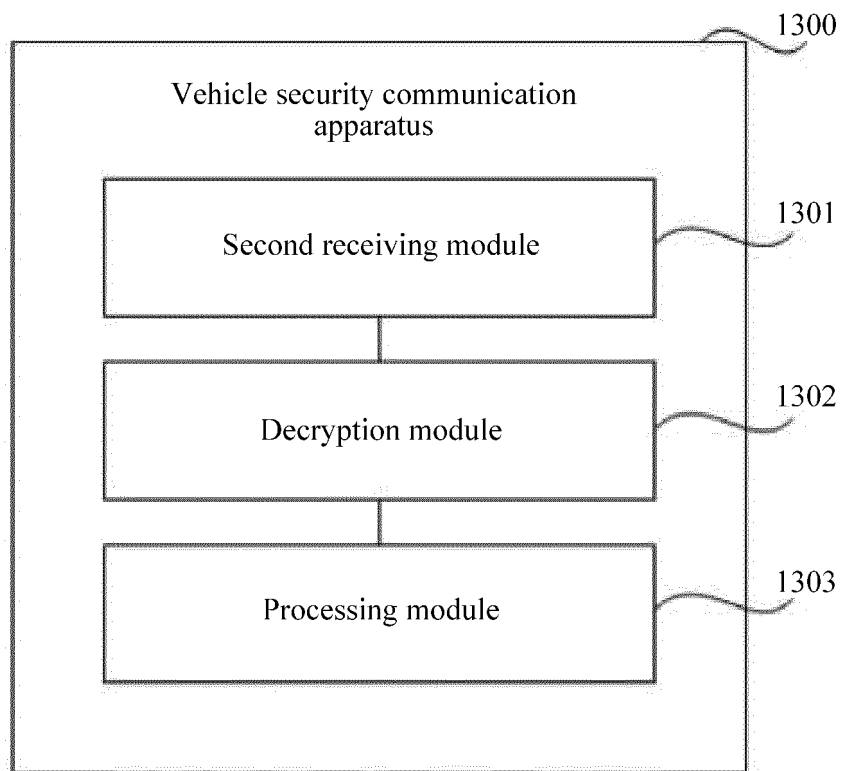 1300
Vehicle security communication
apparatus
1301
Second receiving module
1302
Decryption module
1303
Processing module